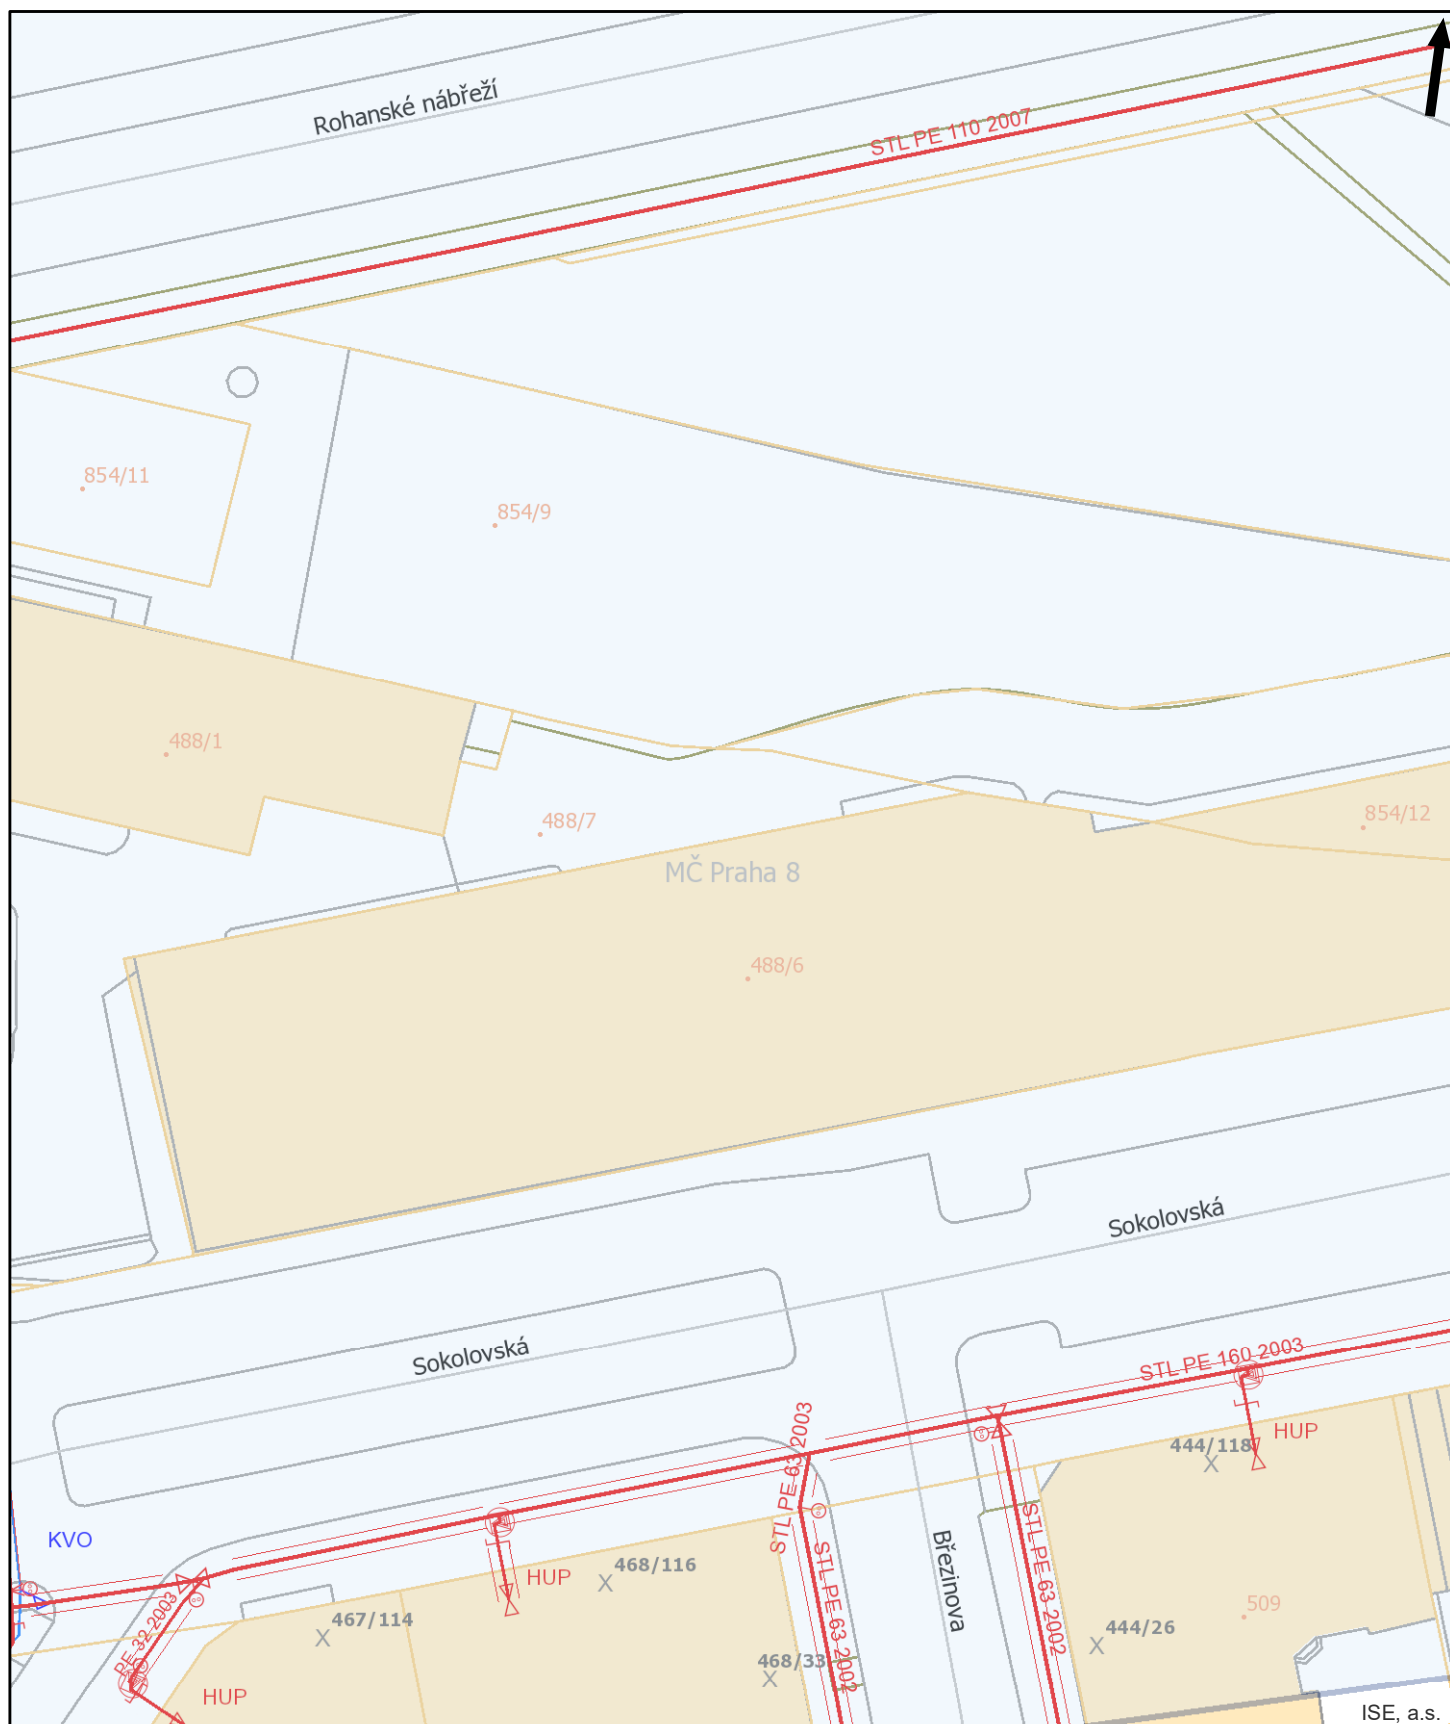 Rohanské nábřeží
STL PE 110 2007
854/11
854/9
488/1
488/7
854/12
MČ Praha 8
488/6
Sokolovská
Sokolovská
STL PE 160 2003
STL PE 63 2003
HUP
444/118
KVO
468/116
HUP
STL PE 63 2002
Březinova
STL PE 63 2002
467/114
509
444/26
PE 32 2003
468/33
HUP
ISE, a.s.